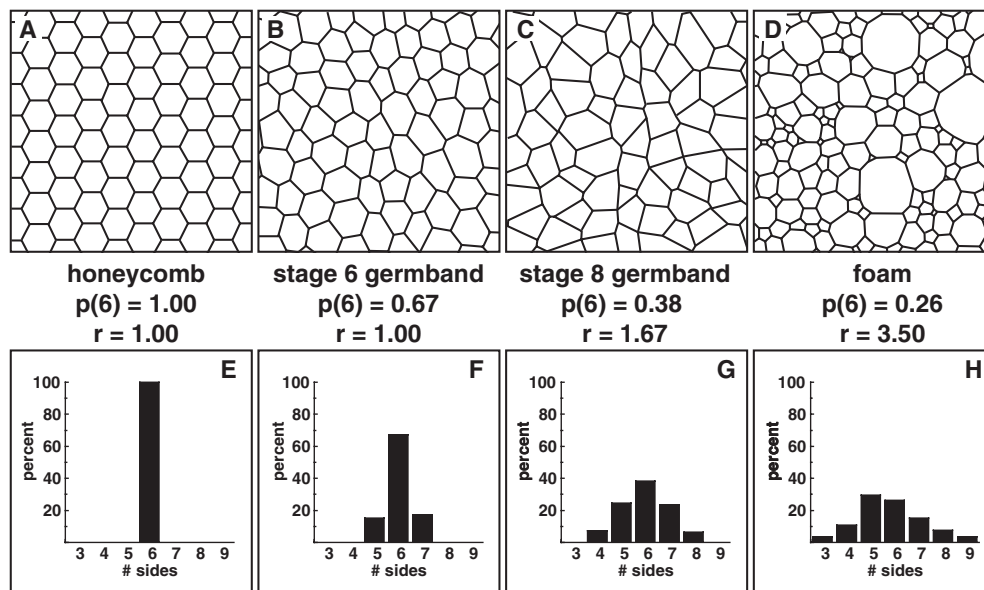 A
B
C
D
honeycomb
p(6) = 1.00
r = 1.00
stage 6 germband
p(6) = 0.67
r = 1.00
stage 8 germband
p(6) = 0.38
r = 1.67
foam
p(6) = 0.26
r = 3.50
E
percent
100
80
60
40
20
3 4 5 6 7 8 9
# sides
F
percent
100
80
60
40
20
3 4 5 6 7 8 9
# sides
G
percent
100
80
60
40
20
3 4 5 6 7 8 9
# sides
H
percent
100
80
60
40
20
3 4 5 6 7 8 9
# sides